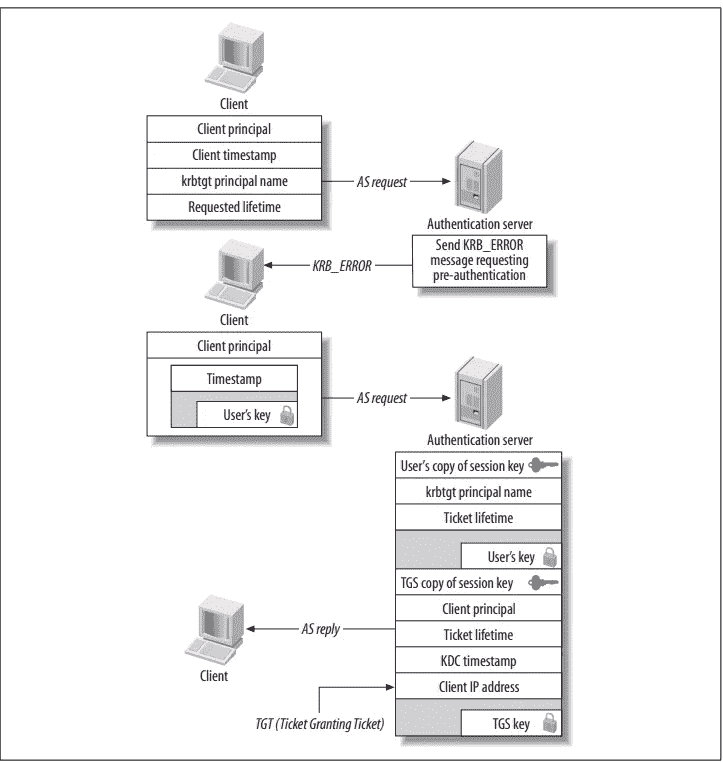 Client
Client principal
Client timestamp
krbtgt principal name
Requested lifetime
AS request
Authentication server
Send KRB_ERROR
message requesting
pre-authentication
KRB_ERROR
Client
Client principal
Timestamp
User's key
AS request
Authentication server
User's copy of session key
krbtgt principal name
Ticket lifetime
User's key
TGS copy of session key
Client principal
Ticket lifetime
KDC timestamp
Client IP address
TGS key
AS reply
Client
TGT (Ticket Granting Ticket)